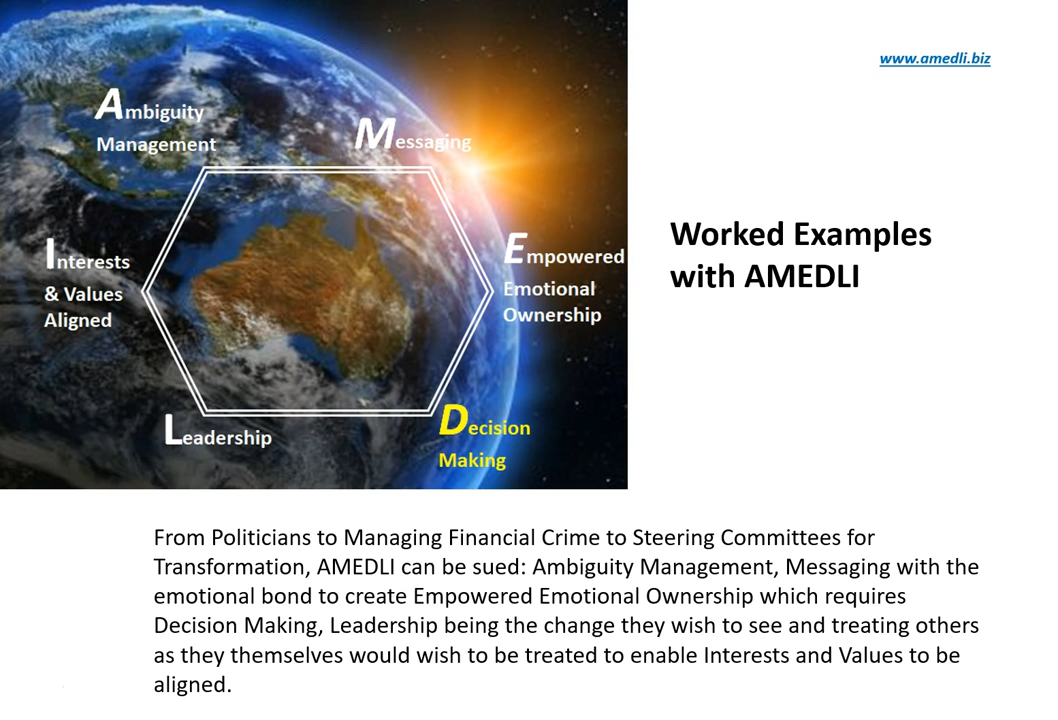 www.amedli.biz
Ambiguity
Management
Messaging
Worked Examples
with AMEDLI
Interests
& Values
Aligned
Empowered
Emotional
Ownership
Leadership
Decision
Making
From Politicians to Managing Financial Crime to Steering Committees for
Transformation, AMEDLI can be sued: Ambiguity Management, Messaging with the
emotional bond to create Empowered Emotional Ownership which requires
Decision Making, Leadership being the change they wish to see and treating others
as they themselves would wish to be treated to enable Interests and Values to be
aligned.